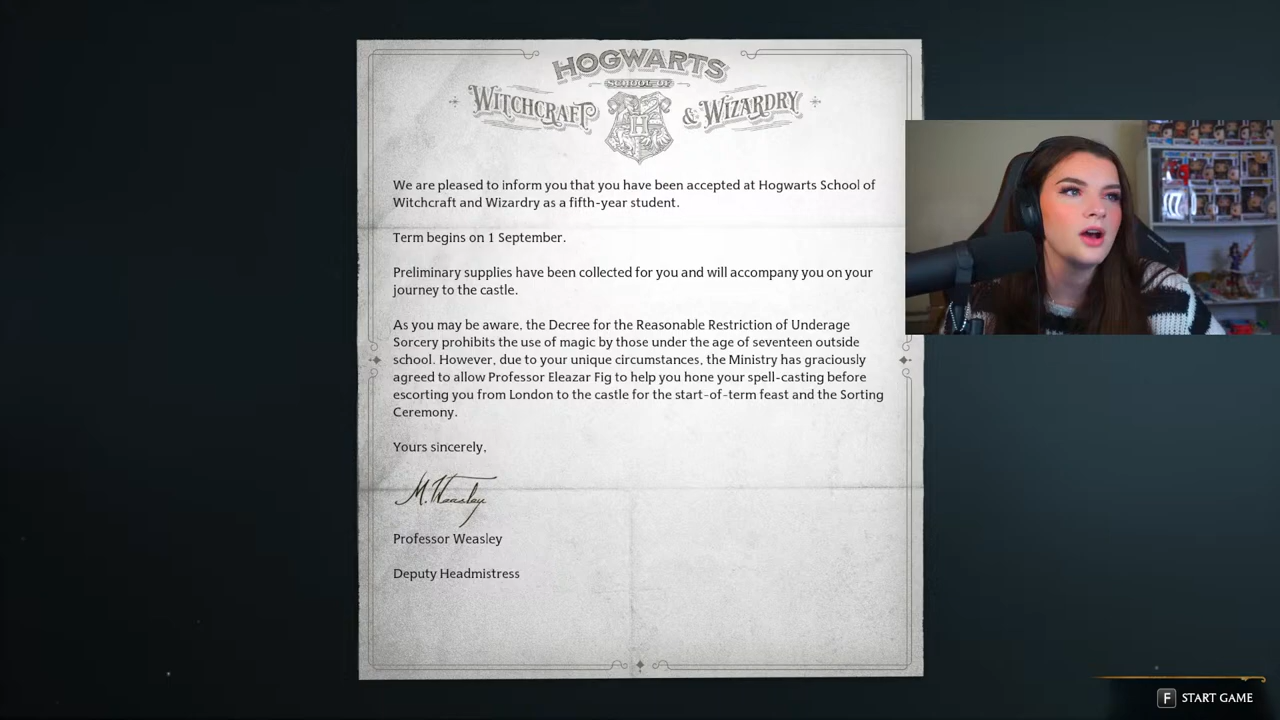 HOGWARTS
SCHOOL OF
WITCHCRAFT & WIZARDRY
H
We are pleased to inform you that you have been accepted at Hogwarts School of
Witchcraft and Wizardry as a fifth-year student.
Term begins on 1 September.
Preliminary supplies have been collected for you and will accompany you on your
journey to the castle.
As you may be aware, the Decree for the Reasonable Restriction of Underage
Sorcery prohibits the use of magic by those under the age of seventeen outside
school. However, due to your unique circumstances, the Ministry has graciously
agreed to allow Professor Eleazar Fig to help you hone your spell-casting before
escorting you from London to the castle for the start-of-term feast and the Sorting
Ceremony.
Yours sincerely,
M. Weasley
Professor Weasley
Deputy Headmistress
F START GAME